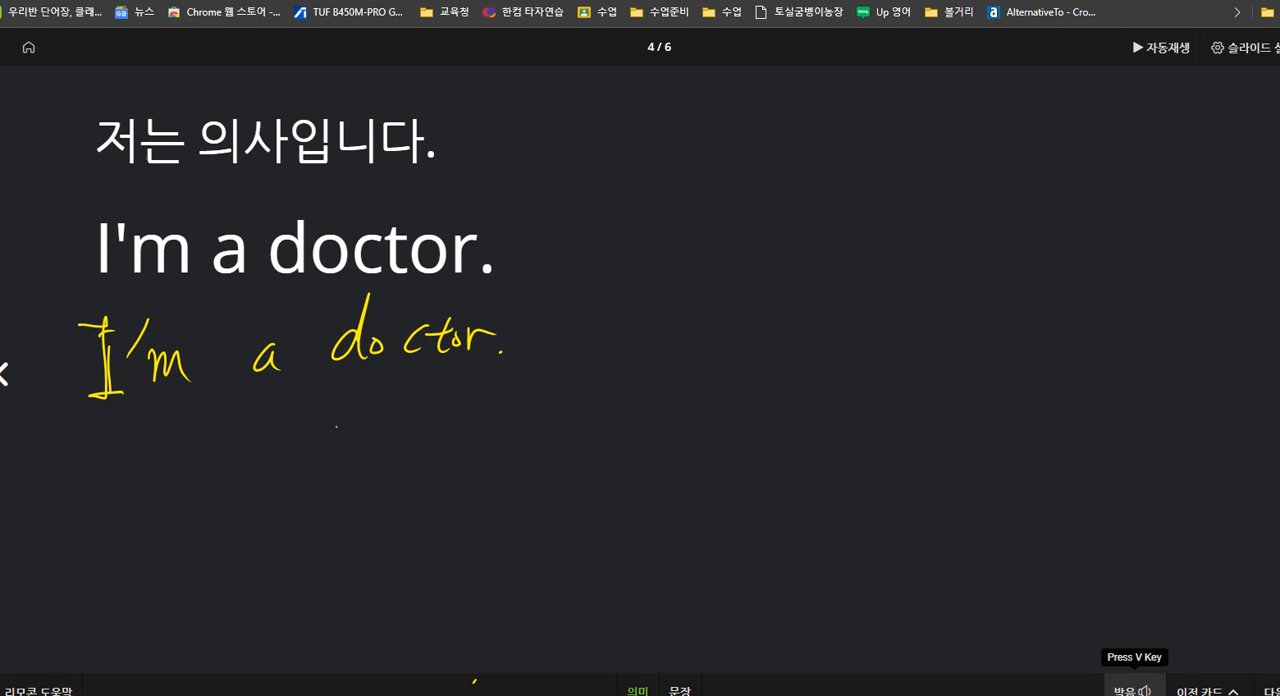 우리반 단어장, 클래... 뉴스 Chrome 웹 스토어 -... TUF B450M-PRO G... 교육청 한컴 타자연습 수업 수업준비 수업 토실굼벵이농장 Up 영어 볼거리 AlternativeTo - Cro...
4 / 6 자동재생 슬라이드
저는 의사입니다.
I'm a doctor.
I'm a doctor.
Press V Key
리모콘 도움말 의미 문장 발음 이전 카드